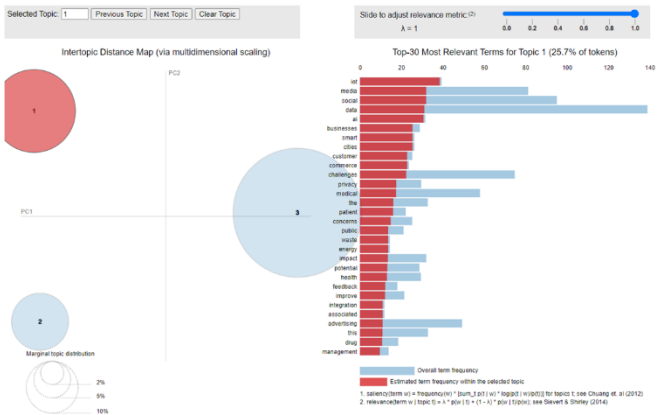 Selected Topic: 1 Previous Topic Next Topic Clear Topic
Slide to adjust relevance metric:(2)
λ = 1
0.0 0.2 0.4 0.6 0.8 1.0
Intertopic Distance Map (via multidimensional scaling)
PC2
PC1
1
3
2
Marginal topic distribution
2%
5%
10%
Top-30 Most Relevant Terms for Topic 1 (25.7% of tokens)
0 20 40 60 80 100 120 140
iot
media
social
data
ai
businesses
smart
cities
customer
commerce
challenges
privacy
medical
the
patient
concerns
public
waste
energy
impact
potential
health
feedback
improve
integration
associated
advertising
this
drug
management
Overall term frequency
Estimated term frequency within the selected topic
1. saliency(term w) = frequency(w) * [sum_t p(t | w) * log(p(t | w)/p(t))] for topics t; see Chuang et. al (2012)
2. relevance(term w | topic t) = λ * p(w | t) + (1 - λ) * p(w | t)/p(w); see Sievert & Shirley (2014)